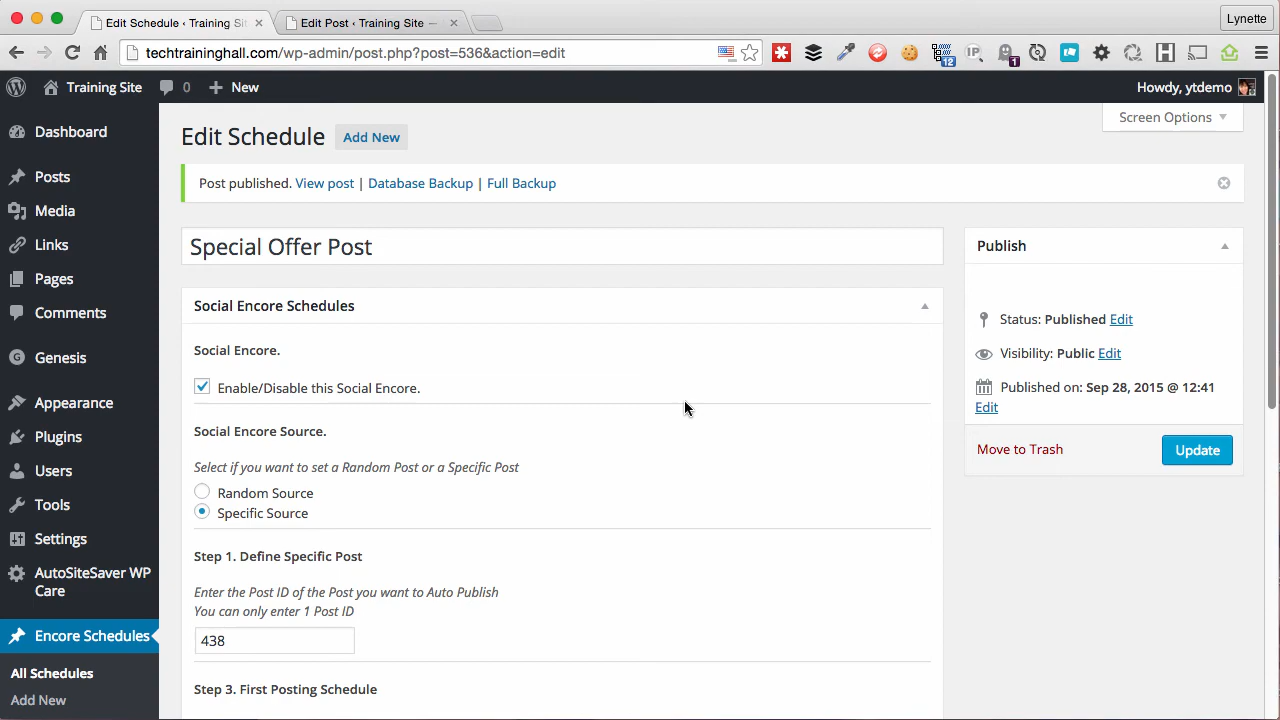 Edit Schedule ‹ Training Sit
Edit Post ‹ Training Site —
Lynette
techtraininghall.com/wp-admin/post.php?post=536&action=edit
IP
12
1
Training Site
0
New
Howdy, ytdemo
Dashboard
Posts
Media
Links
Pages
Comments
Genesis
Appearance
Plugins
Users
Tools
Settings
AutoSiteSaver WP
Care
Encore Schedules
All Schedules
Add New
Screen Options
Edit Schedule
Add New
Post published. View post | Database Backup | Full Backup
Special Offer Post
Social Encore Schedules
Social Encore.
Enable/Disable this Social Encore.
Social Encore Source.
Select if you want to set a Random Post or a Specific Post
Random Source
Specific Source
Step 1. Define Specific Post
Enter the Post ID of the Post you want to Auto Publish
You can only enter 1 Post ID
438
Step 3. First Posting Schedule
Publish
Status: Published Edit
Visibility: Public Edit
Published on: Sep 28, 2015 @ 12:41
Edit
Move to Trash
Update